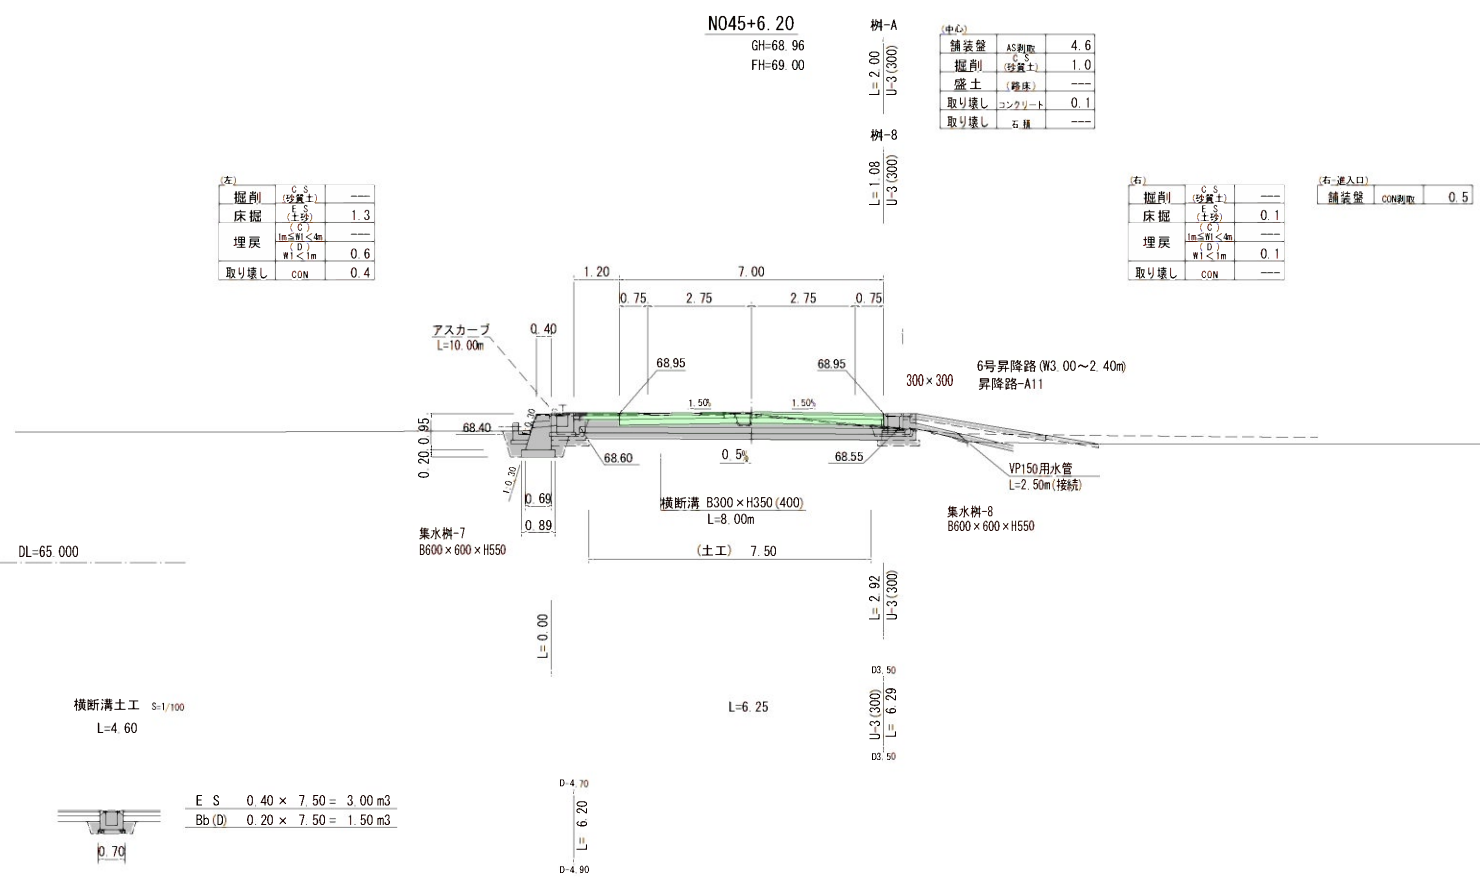 NO45+6.20
GH=68.96
FH=69.00
桝-A
L= 2.00
U-3(300)
桝-8
L= 1.08
U-3(300)
(中心)
舗装盤 AS剥取 4.6
掘削 C S (砂質土) 1.0
盛土 (路床) ---
取り壊し コンクリート 0.1
取り壊し 石積 ---
(左)
掘削 C S (砂質土) ---
床掘 E S (土砂) 1.3
埋戻 (C) 1m≦W1<4m ---
(D) W1<1m 0.6
取り壊し CON 0.4
(右)
掘削 C S (砂質土) ---
床掘 E S (土砂) 0.1
埋戻 (C) 1m≦W1<4m ---
(D) W1<1m 0.1
取り壊し CON ---
(右-進入口)
舗装盤 CON剥取 0.5
1.20 7.00
0.75 2.75 2.75 0.75
アスカーブ
L=10.00m
0.40
68.95 68.95
300×300
6号昇降路(W3.00～2.40m)
昇降路-A11
1.50% 1.50%
0.95
0.20
68.40
1:0.30
68.60
0.5%
68.55
1:0.30
0.69
0.89
横断溝 B300×H350(400)
L=8.00m
VP150用水管
L=2.50m(接続)
集水桝-7
B600×600×H550
集水桝-8
B600×600×H550
(土工) 7.50
DL=65.000
L= 2.92
U-3(300)
L= 0.00
D3.50
U-3(300)
L= 6.29
D3.50
L=6.25
横断溝土工 S=1/100
L=4.60
D-4.70
L= 6.20
D-4.90
E S 0.40 × 7.50 = 3.00 m3
Bb(D) 0.20 × 7.50 = 1.50 m3
0.70